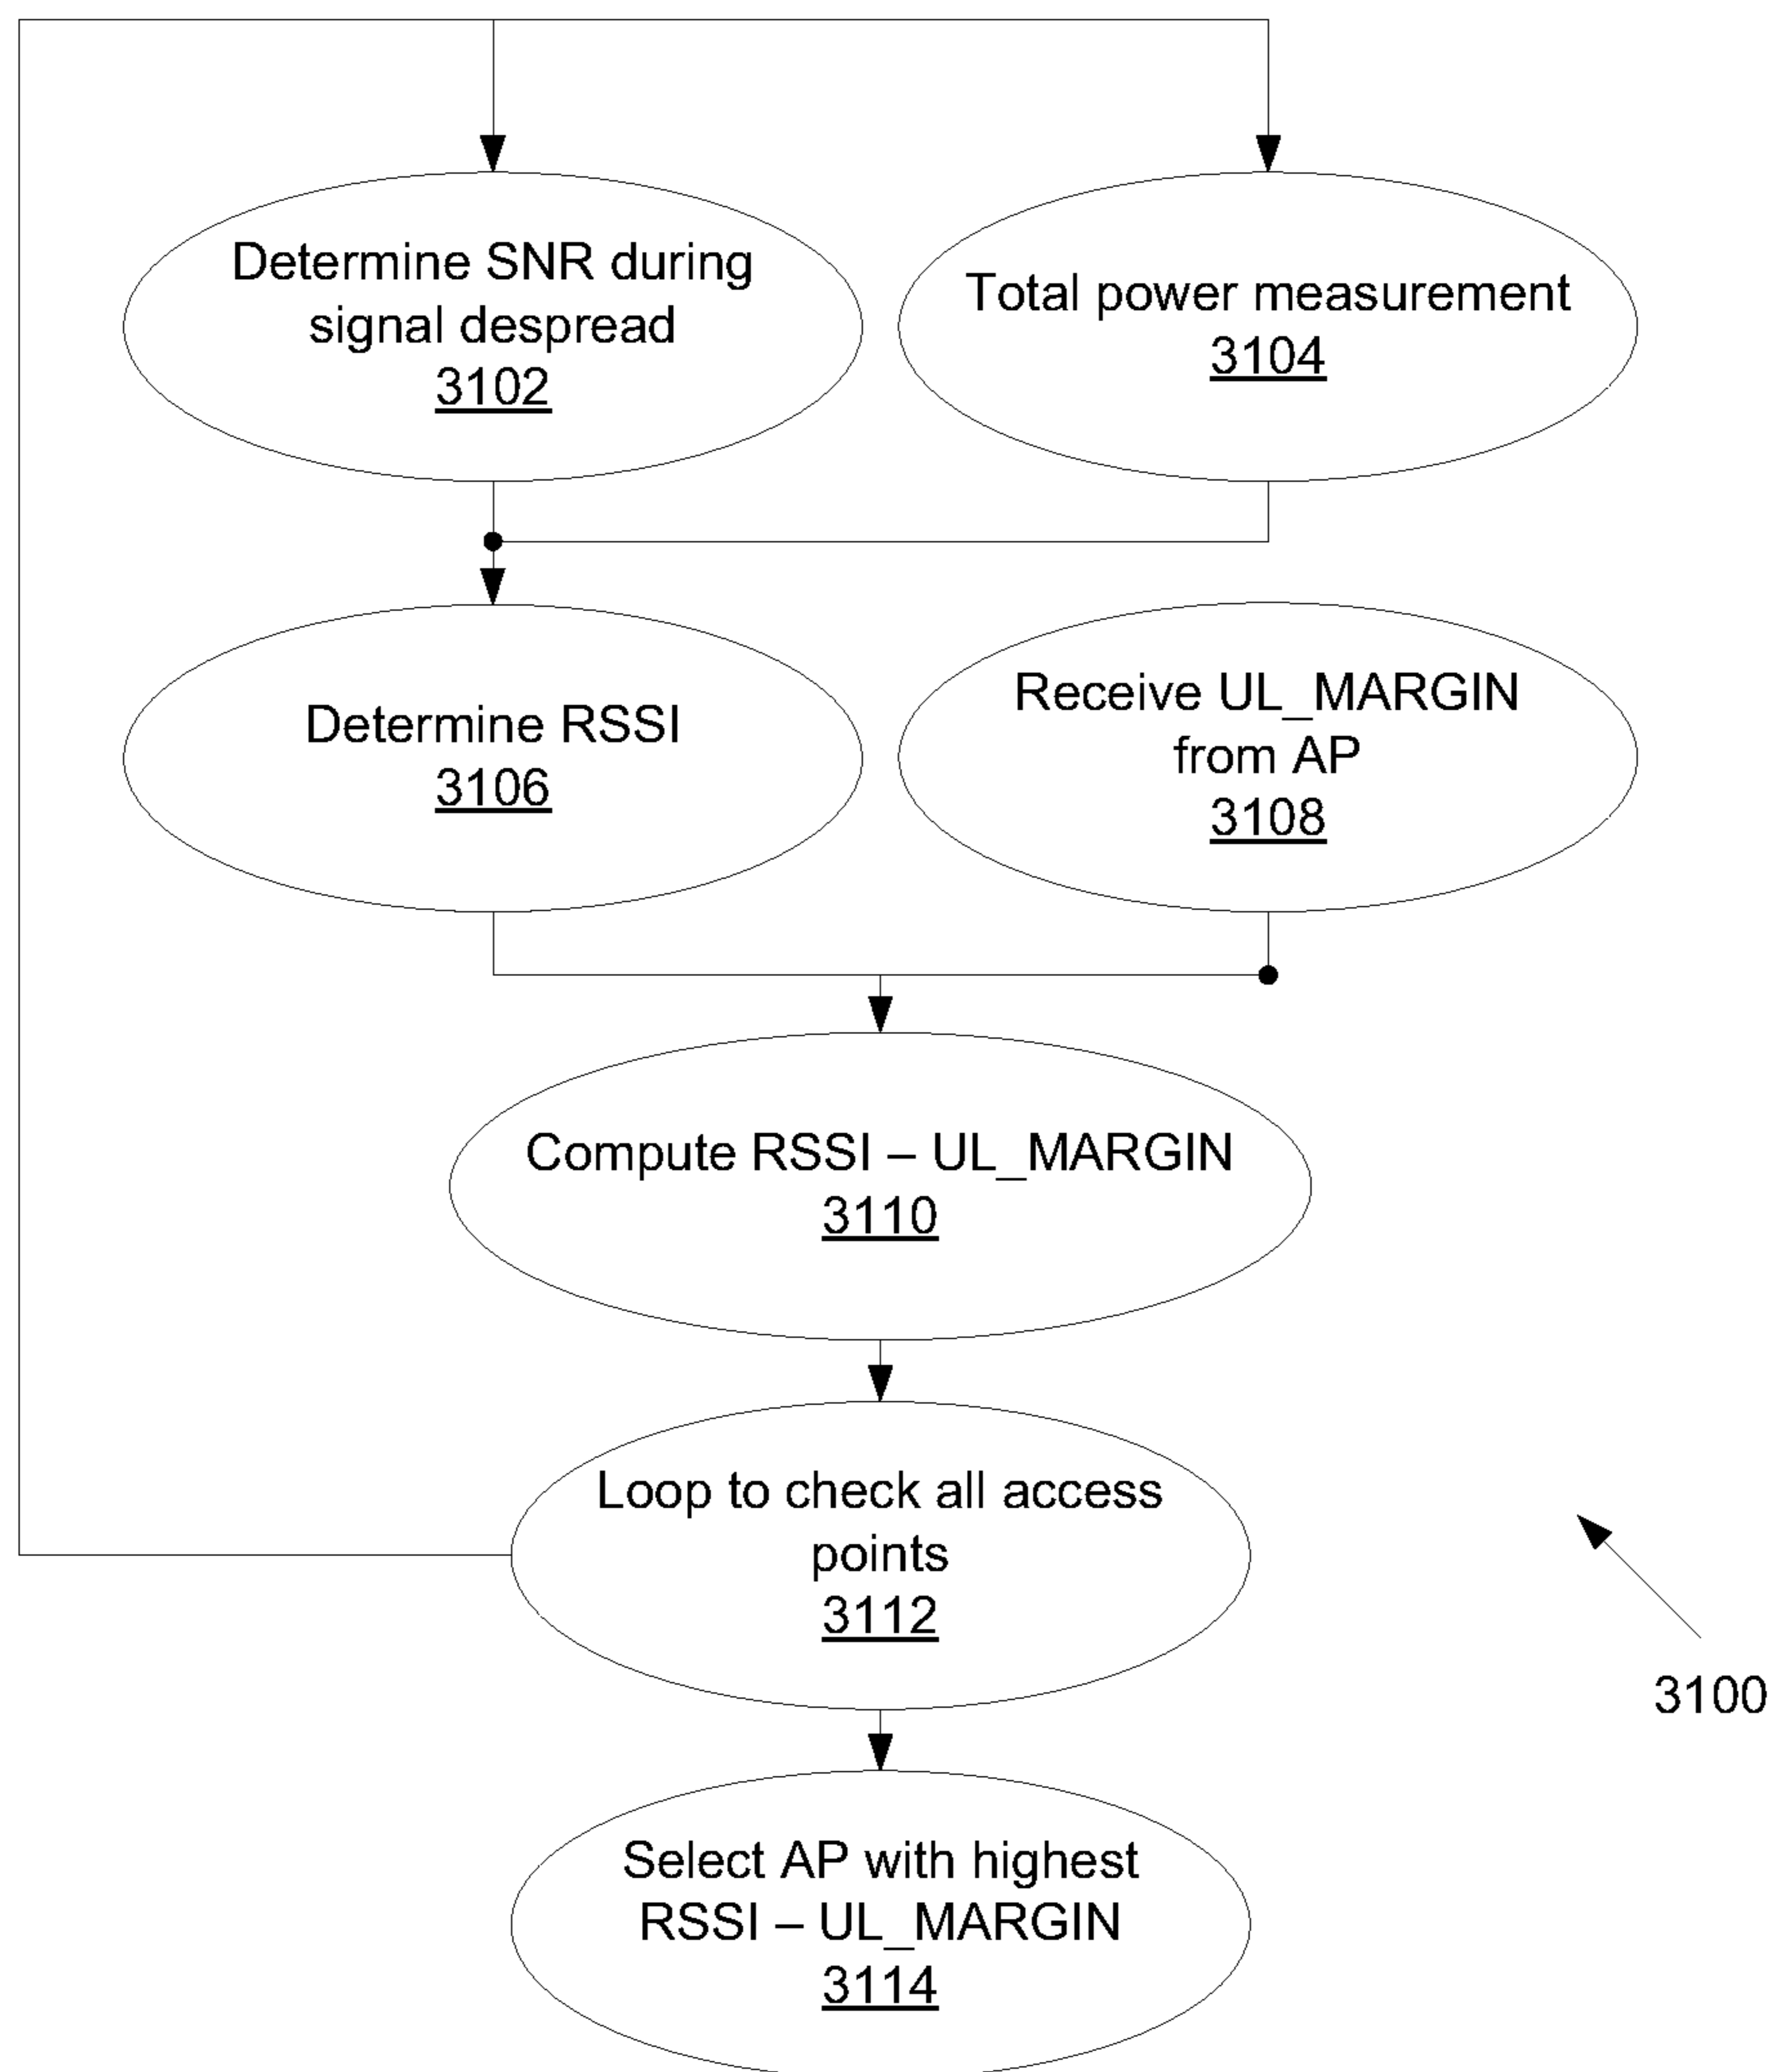 Determine SNR during
signal despread
3102
Total power measurement
3104
Determine RSSI
3106
Receive UL_MARGIN
from AP
3108
Compute RSSI – UL_MARGIN
3110
Loop to check all access
points
3112
3100
Select AP with highest
RSSI – UL_MARGIN
3114